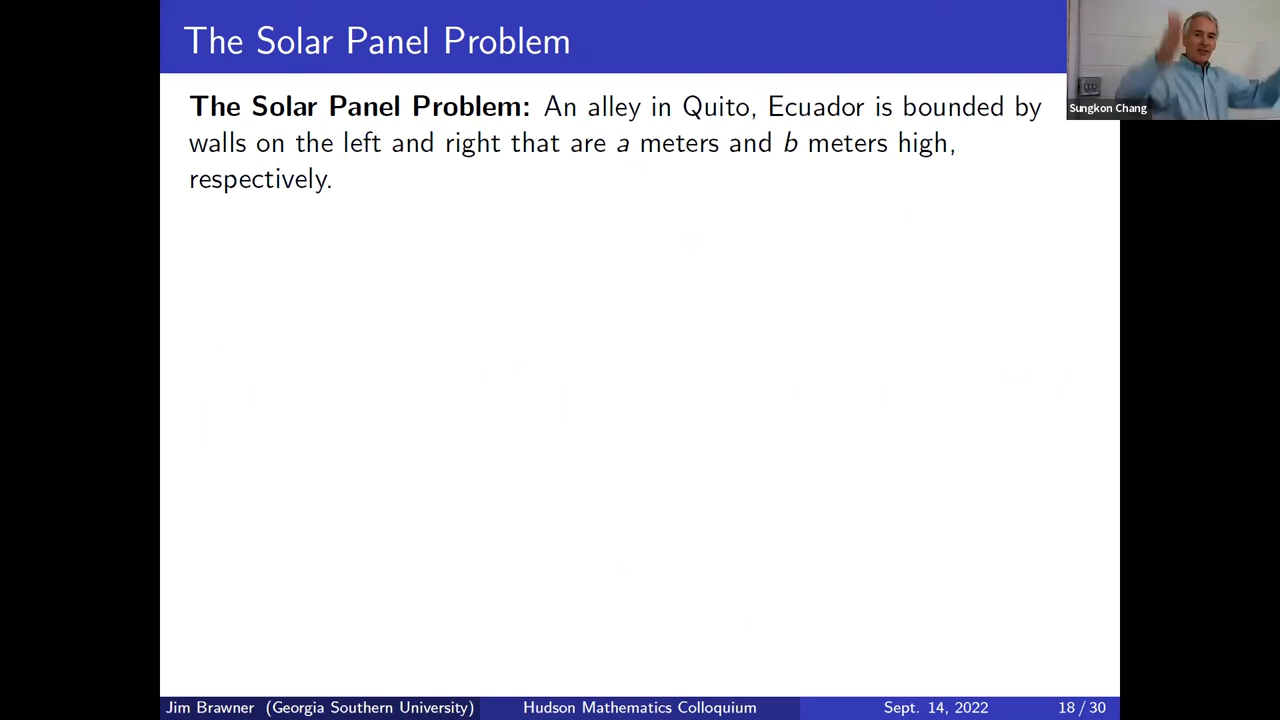 The Solar Panel Problem
Sungkon Chang
The Solar Panel Problem: An alley in Quito, Ecuador is bounded by
walls on the left and right that are a meters and b meters high,
respectively.
Jim Brawner (Georgia Southern University) Hudson Mathematics Colloquium Sept. 14, 2022 18 / 30